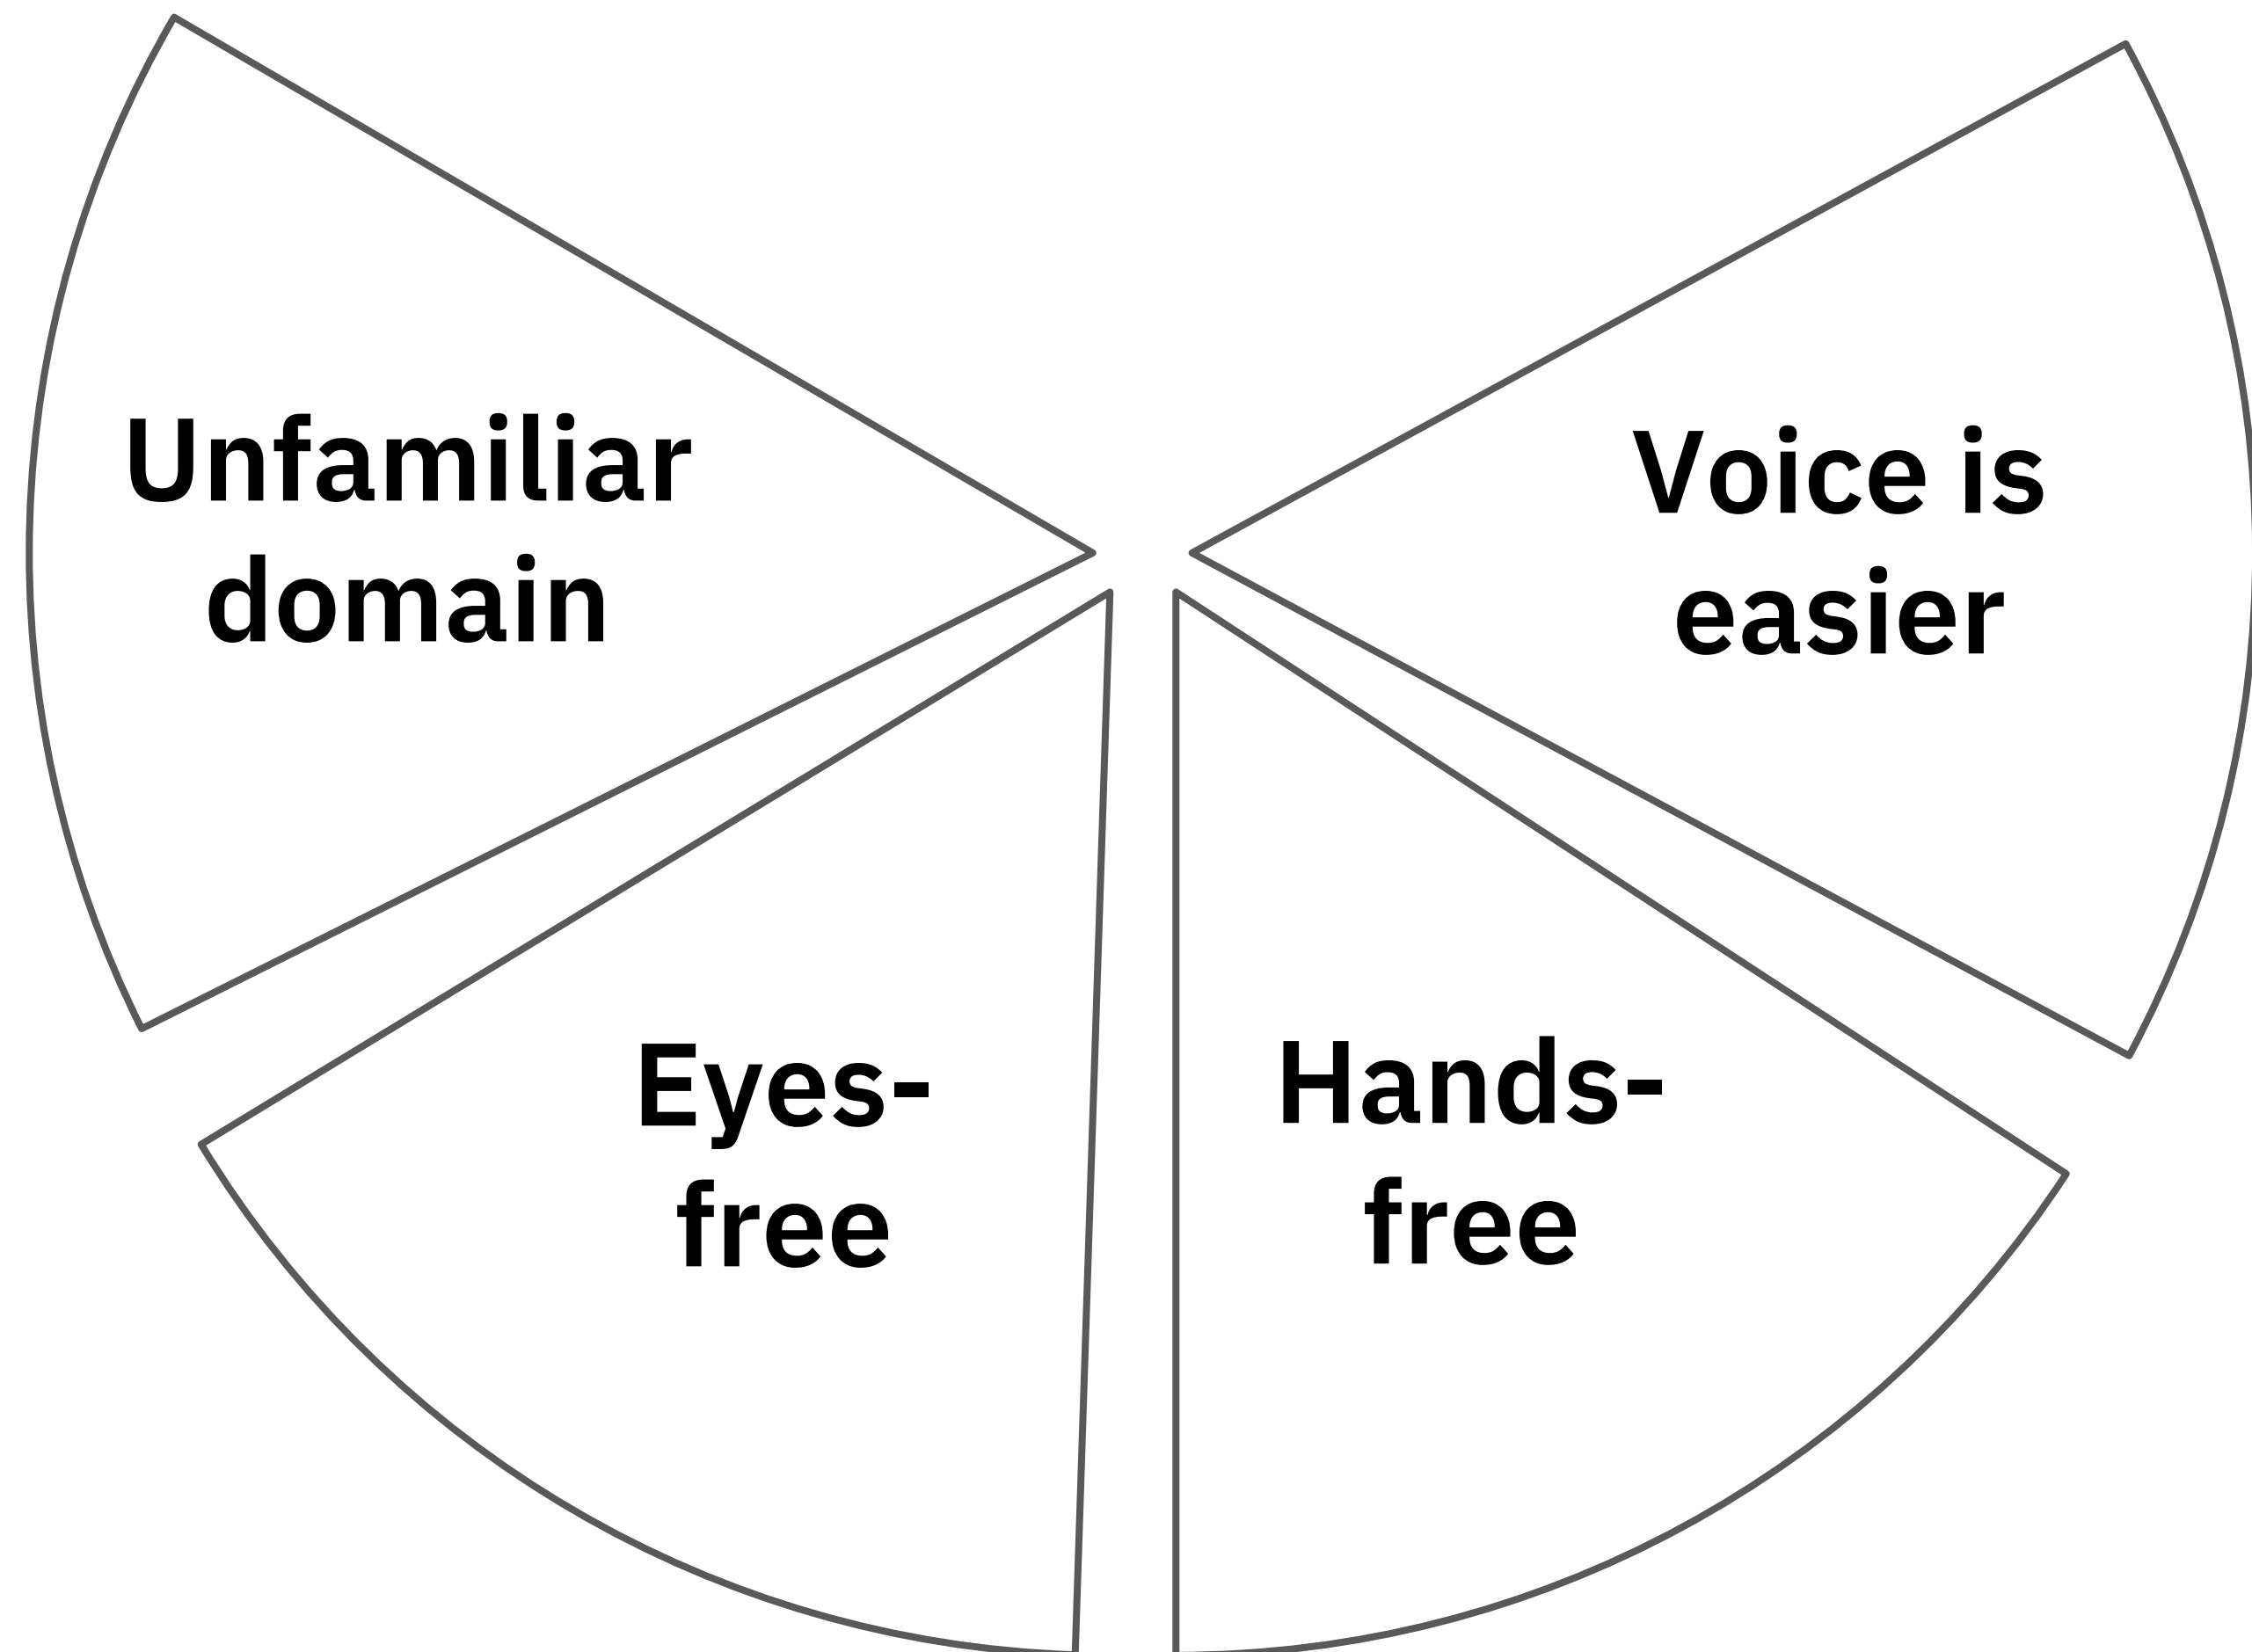 Unfamiliar
domain
Voice is
easier
Eyes-
free
Hands-
free